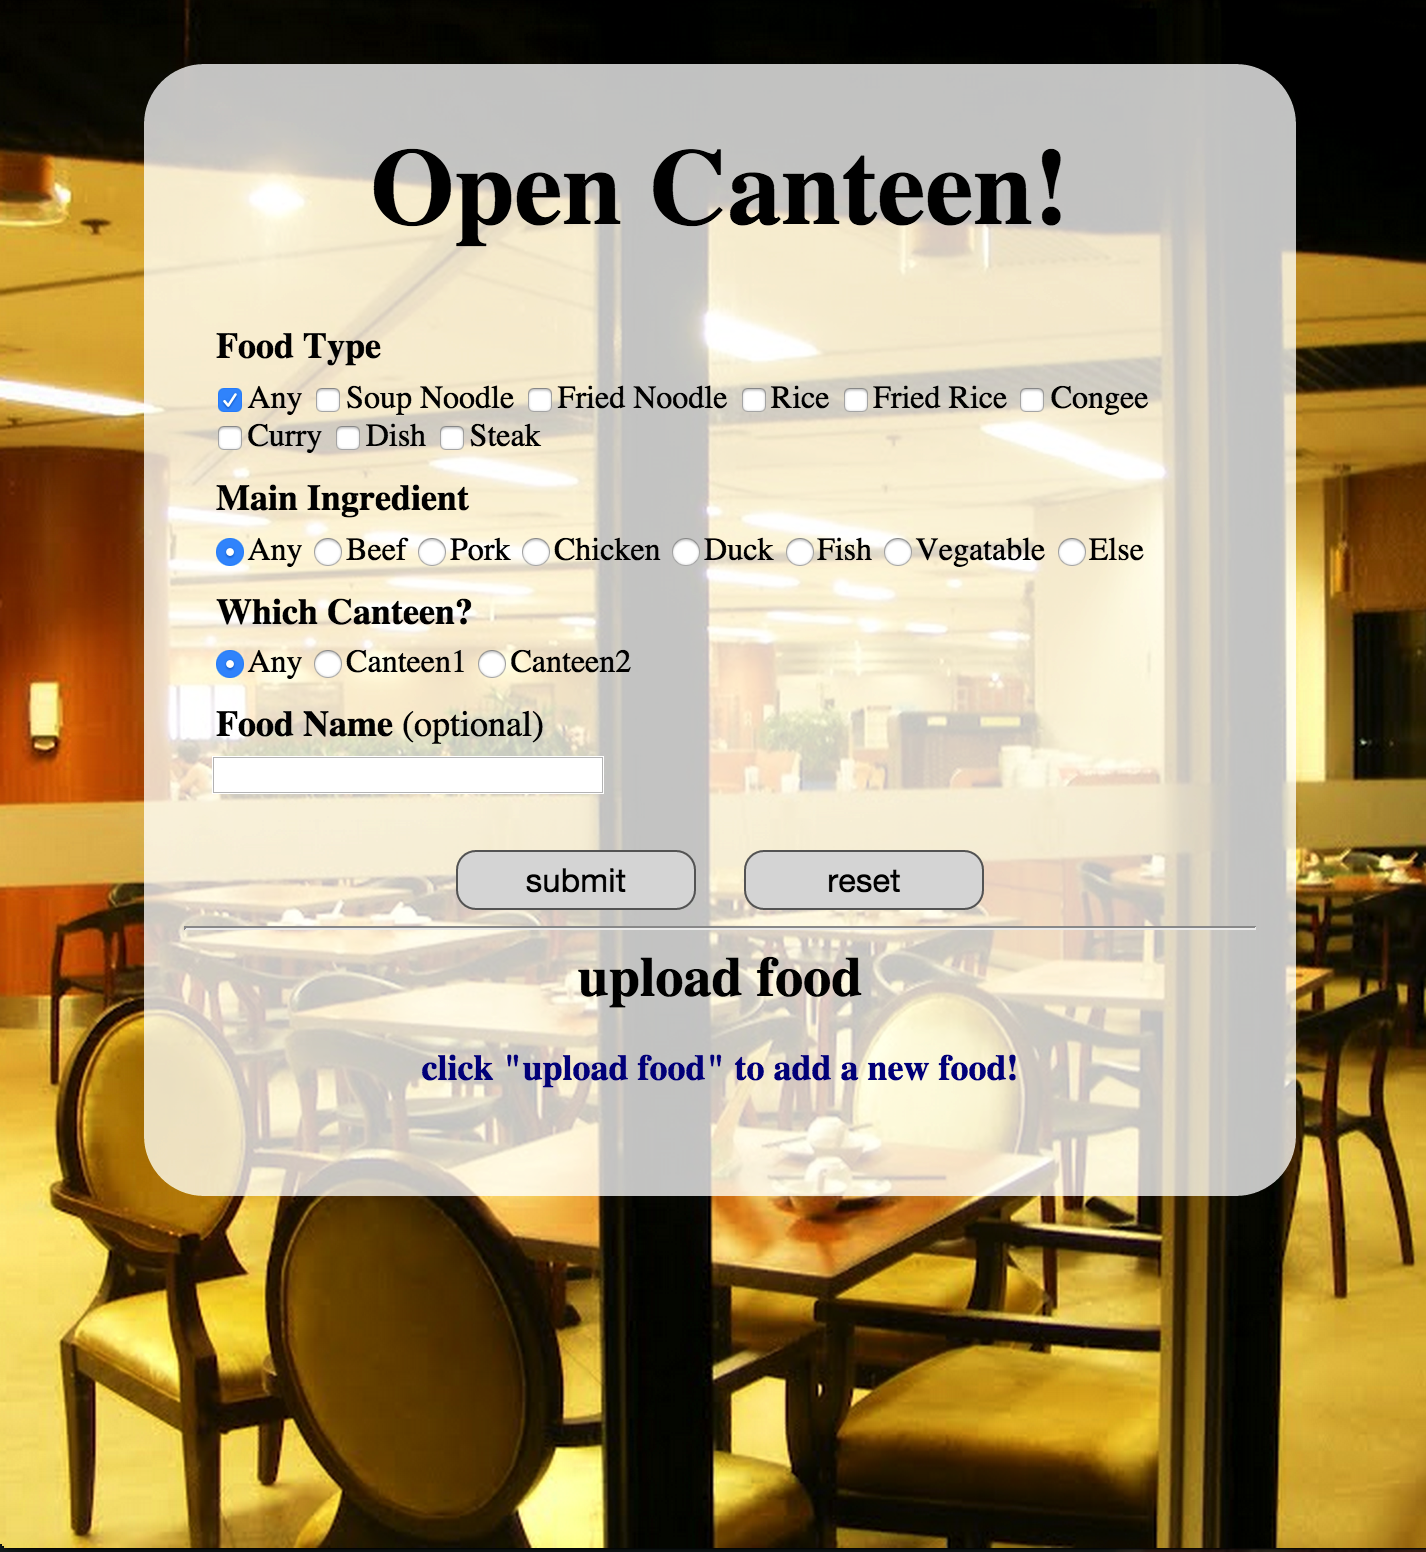 Open Canteen!
Food Type
Any Soup Noodle Fried Noodle Rice Fried Rice Congee
Curry Dish Steak
Main Ingredient
Any Beef Pork Chicken Duck Fish Vegatable Else
Which Canteen?
Any Canteen1 Canteen2
Food Name (optional)
submit reset
upload food
click "upload food" to add a new food!